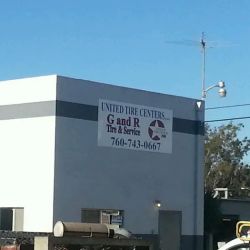 UNITED TIRE CENTERS
G and R
Tire & Service
760-743-0667